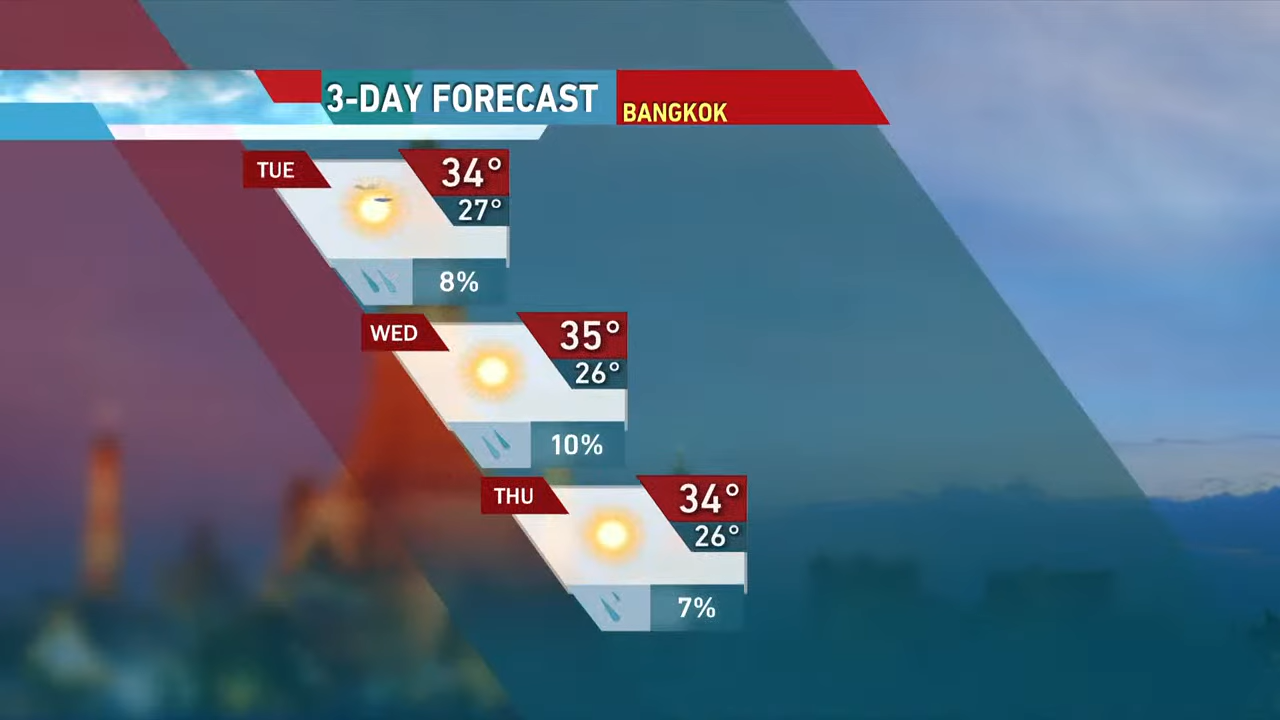 3-DAY FORECAST
BANGKOK
TUE
34°
27°
8%
WED
35°
26°
10%
THU
34°
26°
7%